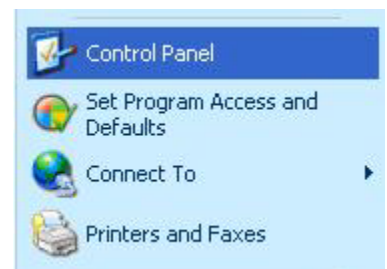 Control Panel
Set Program Access and
Defaults
Connect To
Printers and Faxes